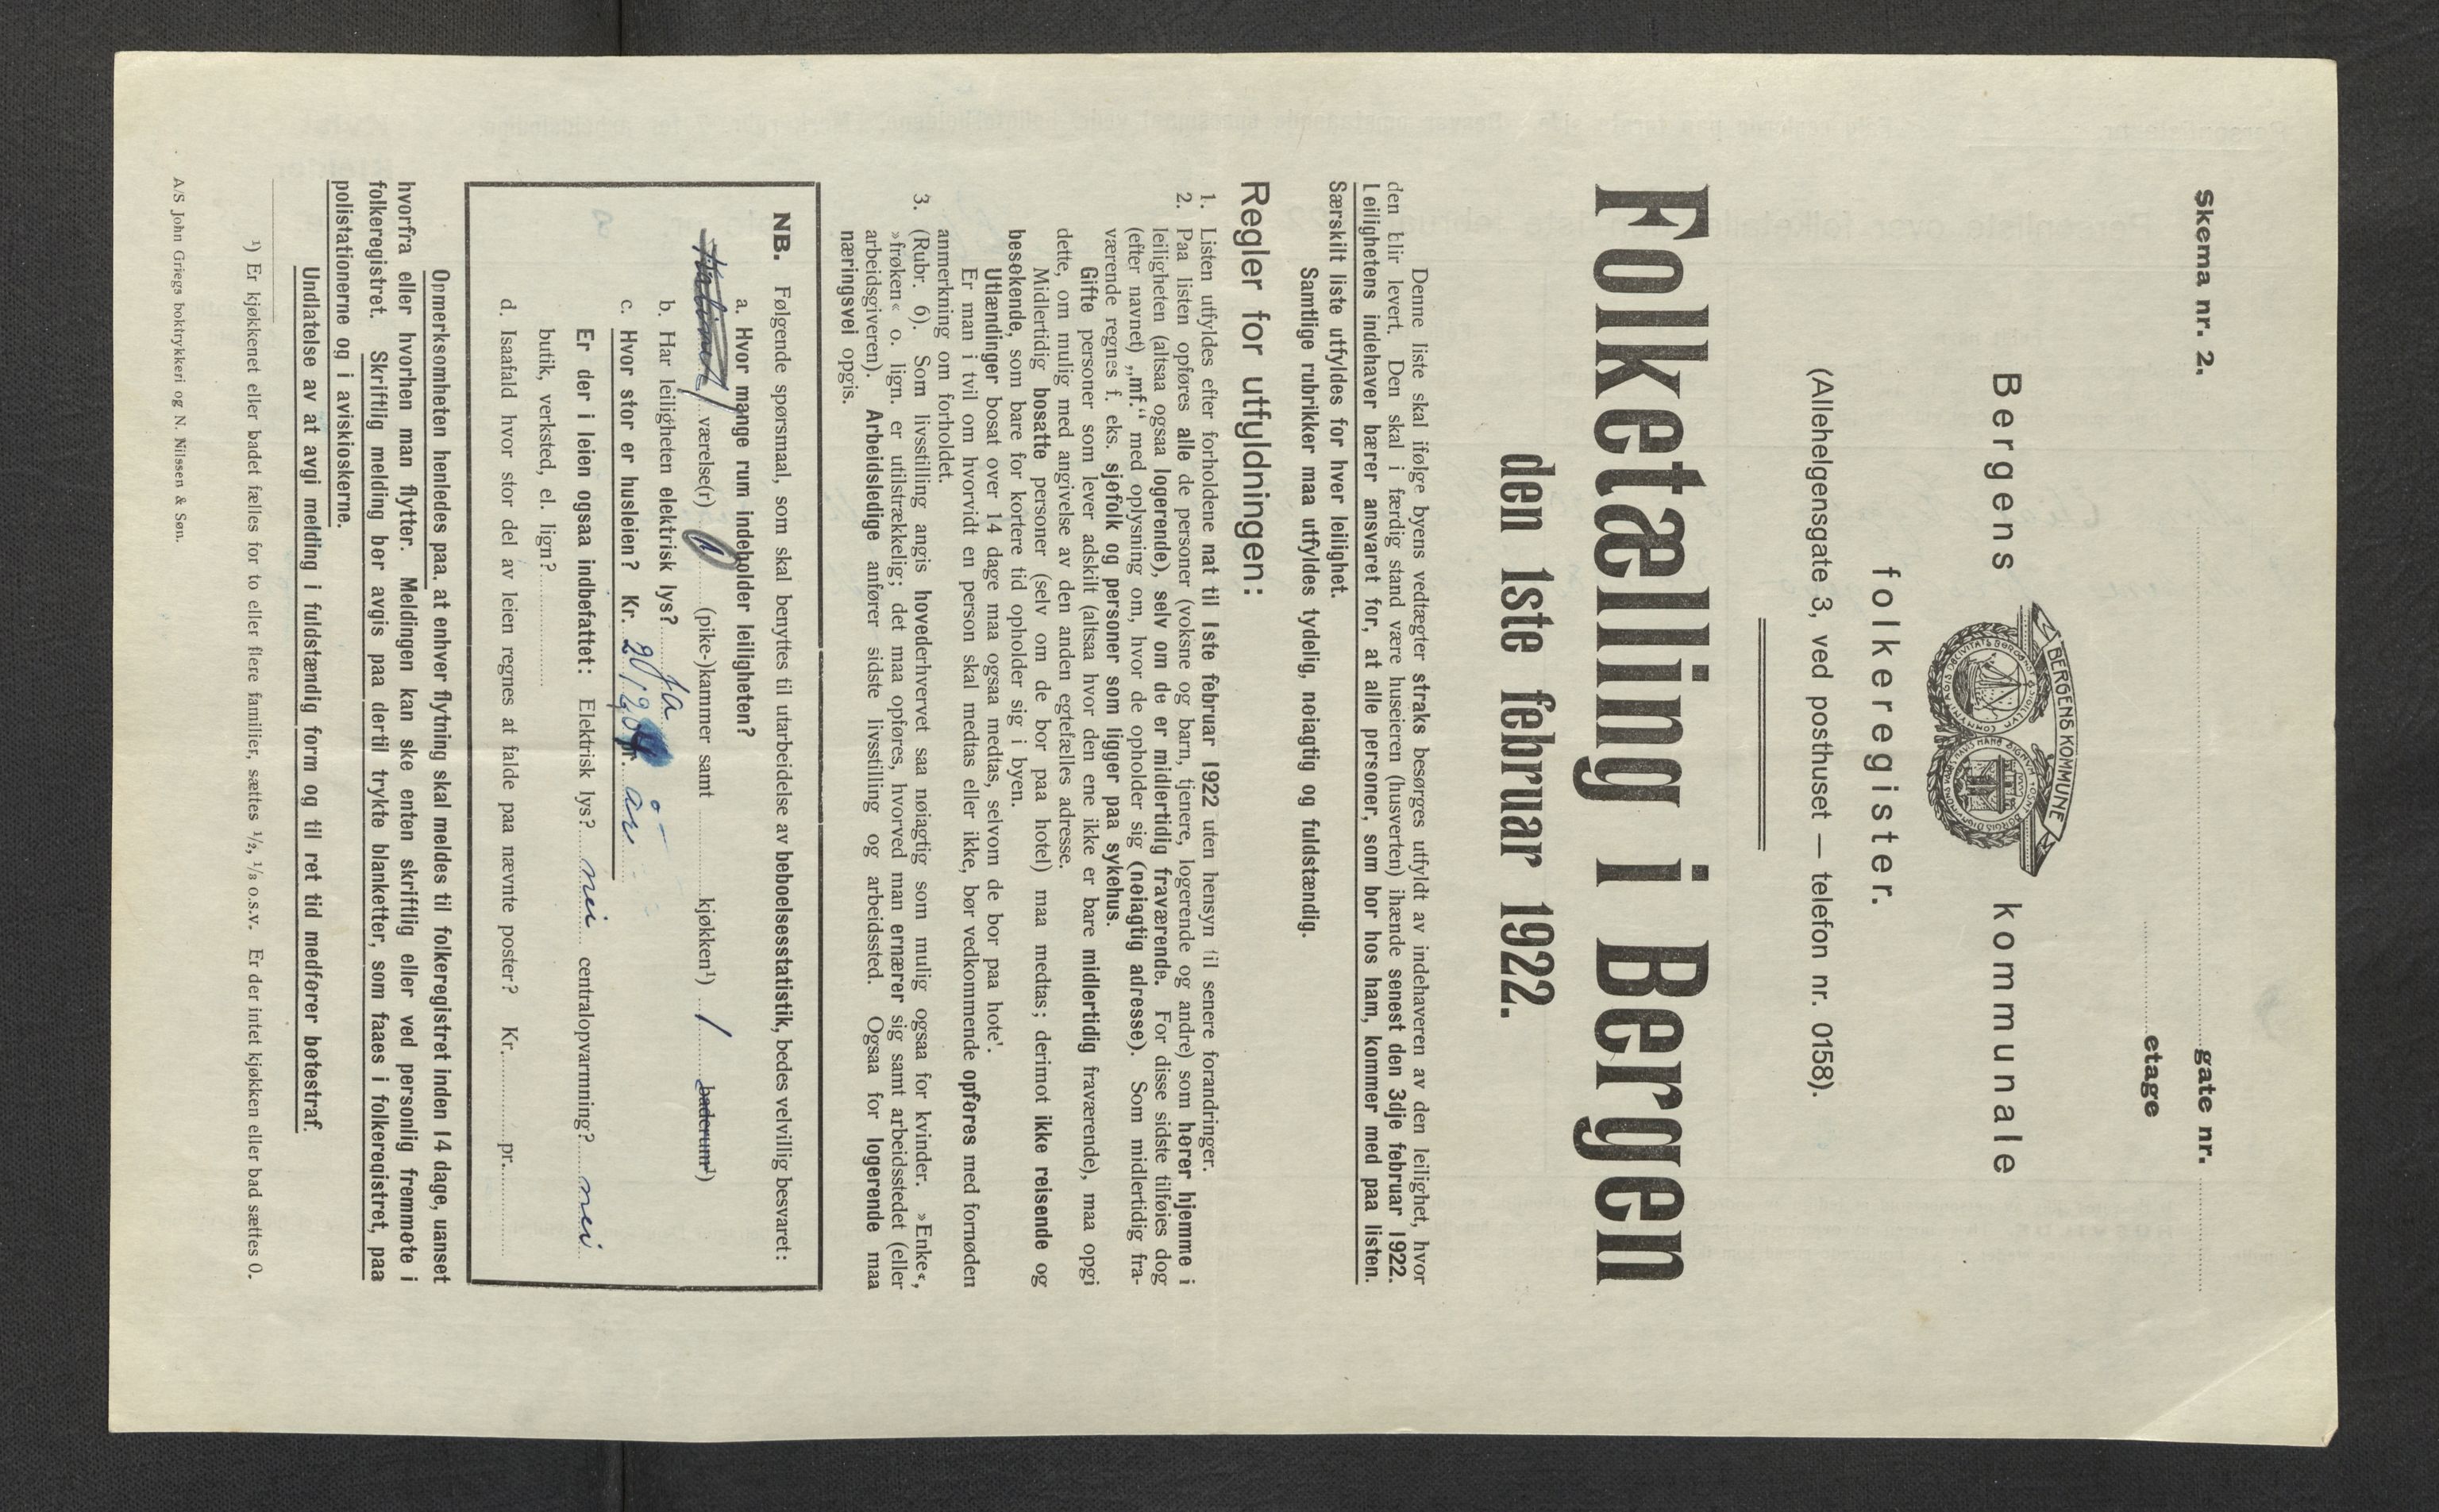 Skema nr. 2. gate nr.
etage
BERGENS KOMMUNE
Bergens kommunale
folkeregister.
(Allehelgensgate 3, ved posthuset — telefon nr. 0158).
Folketælling i Bergen
den 1ste februar 1922.
Denne liste skal ifølge byens vedtægter straks besørges utfyldt av indehaveren av den leilighet, hvor
den blir levert. Den skal i færdig stand være huseieren (husverten) ihænde senest den 3dje februar 1922.
Leilighetens indehaver bærer ansvaret for, at alle personer, som bor hos ham, kommer med paa listen.
Særskilt liste utfyldes for hver leilighet.
Samtlige rubrikker maa utfyldes tydelig, nøiagtig og fuldstændig.
Regler for utfyldningen:
1. Listen utfyldes efter forholdene nat til 1ste februar 1922 uten hensyn til senere forandringer.
2. Paa listen opføres alle de personer (voksne og barn, tjenere, logerende og andre) som hører hjemme i
leiligheten (altsaa ogsaa logerende), selv om de er midlertidig fraværende. For disse sidste tilføies dog
(efter navnet) „mf.“ med oplysning om, hvor de opholder sig (nøiagtig adresse). Som midlertidig fra-
værende regnes f. eks. sjøfolk og personer som ligger paa sykehus.
Gifte personer som lever adskilt (altsaa hvor den ene ikke er bare midlertidig fraværende), maa opgi
dette, om mulig med angivelse av den anden egtefælles adresse.
Midlertidig bosatte personer (selv om de bor paa hotel) maa medtas; derimot ikke reisende og
besøkende, som bare for kortere tid opholder sig i byen.
Utlændinger bosat over 14 dage maa ogsaa medtas, selvom de bor paa hote'.
Er man i tvil om hvorvidt en person skal medtas eller ikke, bør vedkommende opføres med fornøden
anmerkning om forholdet.
3. (Rubr. 6). Som livsstilling angis hovederhvervet saa nøiagtig som mulig ogsaa for kvinder. »Enke«,
»frøken« o. lign. er utilstrækkelig; det maa opføres, hvorved man ernærer sig samt arbeidsstedet (eller
arbeidsgiveren). Arbeidsledige anfører sidste livsstilling og arbeidssted. Ogsaa for logerende maa
næringsvei opgis.
NB. Følgende spørsmaal, som skal benyttes til utarbeidelse av beboelsesstatistik, bedes velvillig besvaret:
a. Hvor mange rum indeholder leiligheten?
1 værelse(r) 1 (pike-)kammer samt kjøkken¹) 1 baderum¹)
b. Har leiligheten elektrisk lys? Ja
c. Hvor stor er husleien? Kr. pr. år
Er der i leien ogsaa indbefattet: Elektrisk lys? nei centralopvarmning? nei
butik, verksted, el. lign?
d. Isaafald hvor stor del av leien regnes at falde paa nævnte poster? Kr. pr.
Opmerksomheten henledes paa, at enhver flytning skal meldes til folkeregistret inden 14 dage, uanset
hvorfra eller hvorhen man flytter. Meldingen kan ske enten skriftlig eller ved personlig fremmøte i
folkeregistret. Skriftlig melding bør avgis paa dertil trykte blanketter, som faaes i folkeregistret, paa
polistationerne og i aviskioskerne.
Undlatelse av at avgi melding i fuldstændig form og til ret tid medfører bøtestraf.
¹) Er kjøkkenet eller badet fælles for to eller flere familier, sættes ¹/₂, ¹/₃ o.s.v. Er der intet kjøkken eller bad sættes 0.
A/S John Griegs boktrykkeri og N. Nilssen & Søn.